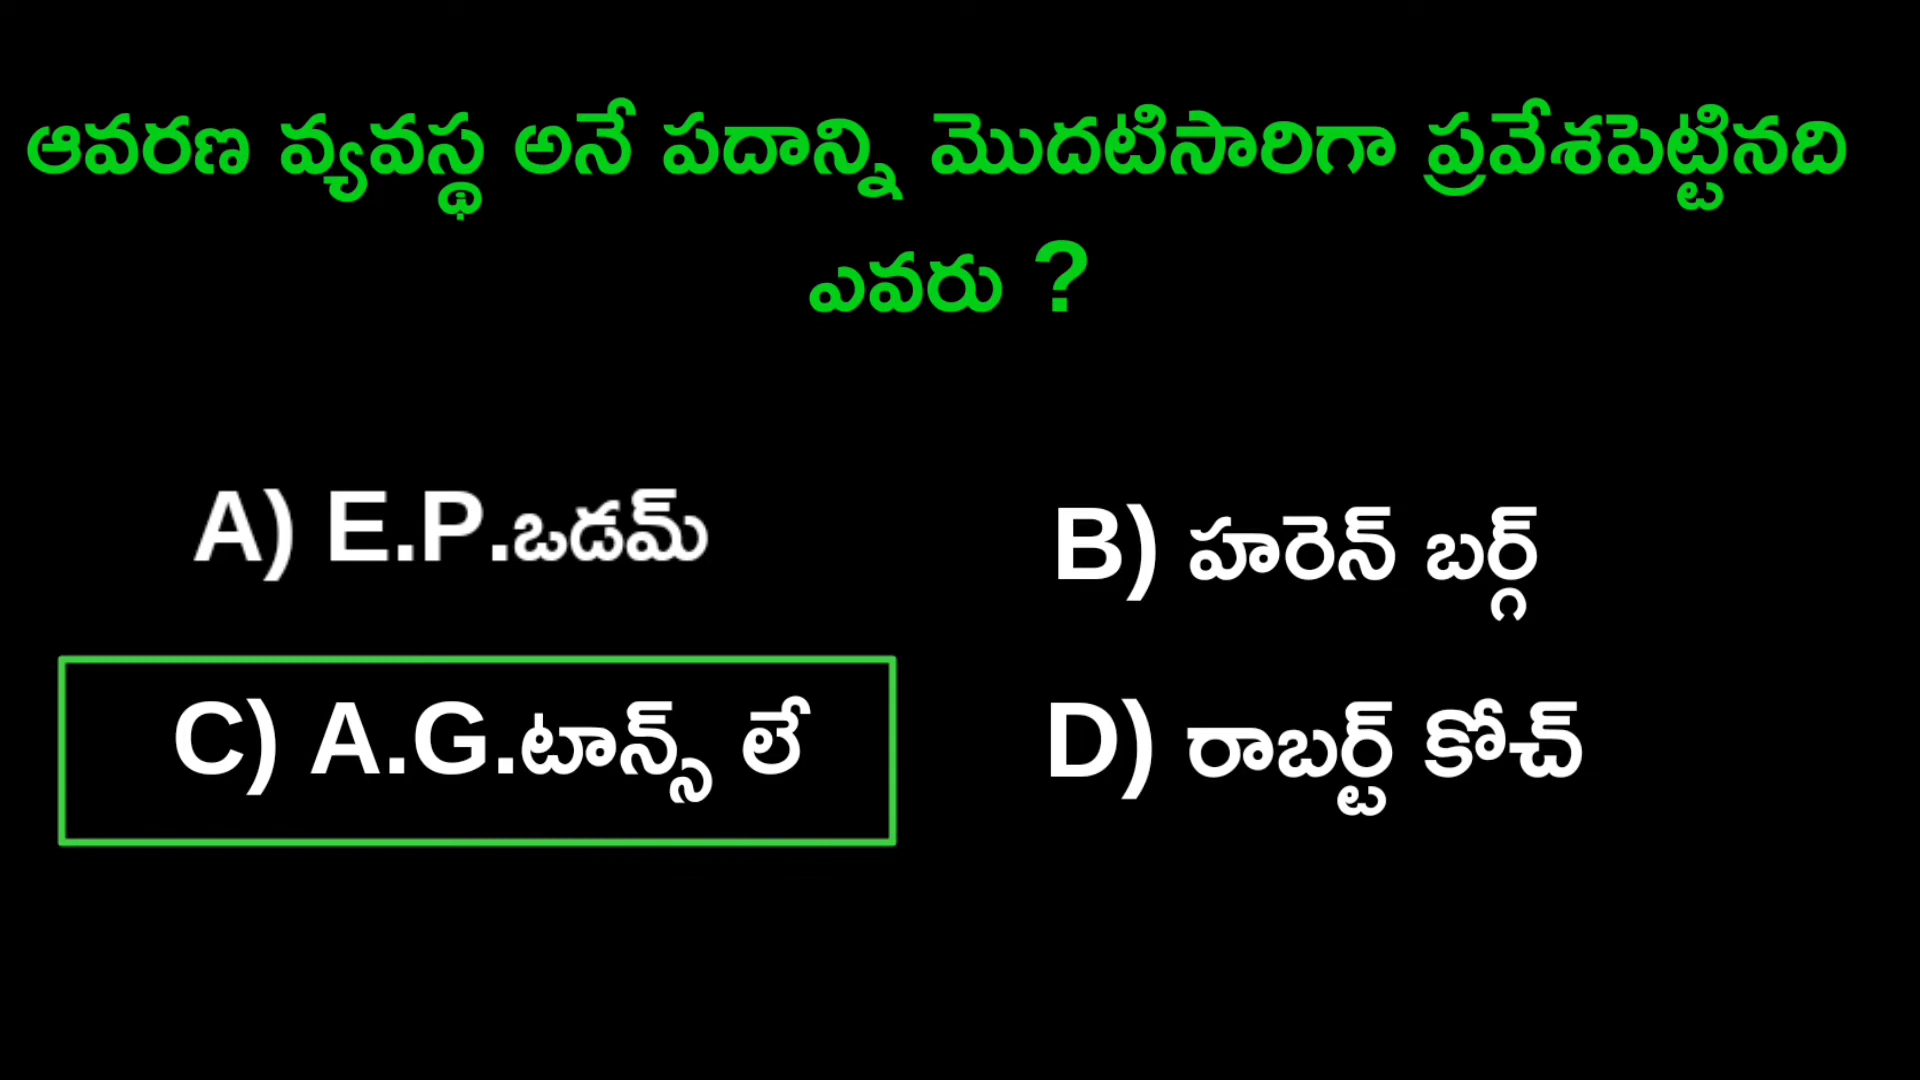 ఆవరణ వ్యవస్థ అనే పదాన్ని మొదటిసారిగా ప్రవేశపెట్టినది
ఎవరు ?
A) E.P.ఒడమ్
B) హరెన్ బర్గ్
C) A.G.టాన్స్ లే
D) రాబర్ట్ కోచ్